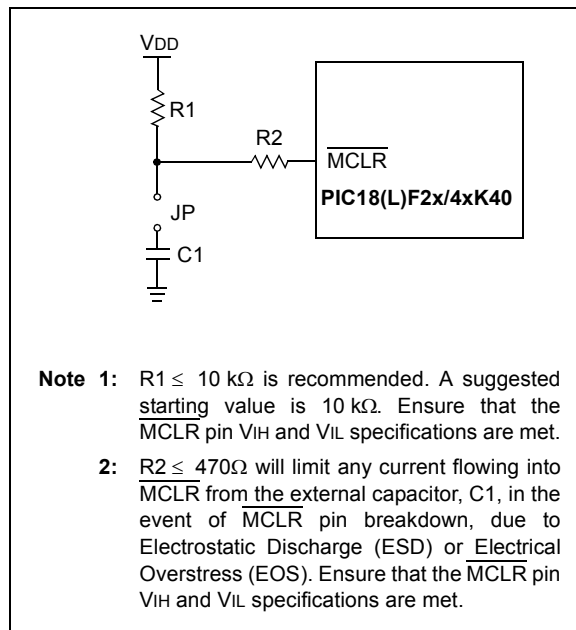 VDD
R1
R2
MCLR
PIC18(L)F2x/4xK40
JP
C1
Note 1: R1 ≤ 10 kΩ is recommended. A suggested
starting value is 10 kΩ. Ensure that the
MCLR pin VIH and VIL specifications are met.
2: R2 ≤ 470Ω will limit any current flowing into
MCLR from the external capacitor, C1, in the
event of MCLR pin breakdown, due to
Electrostatic Discharge (ESD) or Electrical
Overstress (EOS). Ensure that the MCLR pin
VIH and VIL specifications are met.